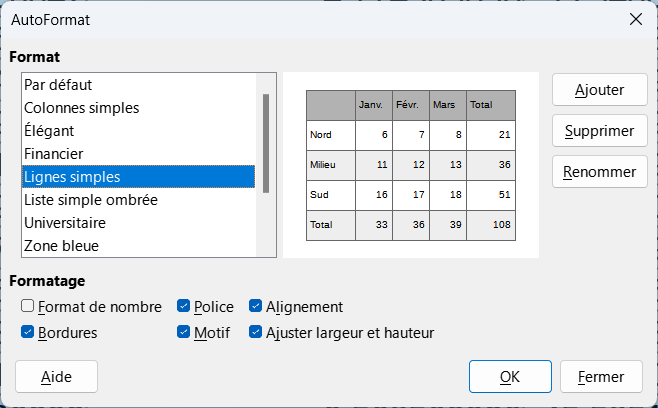 AutoFormat
Format
Par défaut
Colonnes simples
Élégant
Financier
Lignes simples
Liste simple ombrée
Universitaire
Zone bleue
Janv. Févr. Mars Total
Nord 6 7 8 21
Milieu 11 12 13 36
Sud 16 17 18 51
Total 33 36 39 108
Ajouter
Supprimer
Renommer
Formatage
Format de nombre Police Alignement
Bordures Motif Ajuster largeur et hauteur
Aide OK Fermer